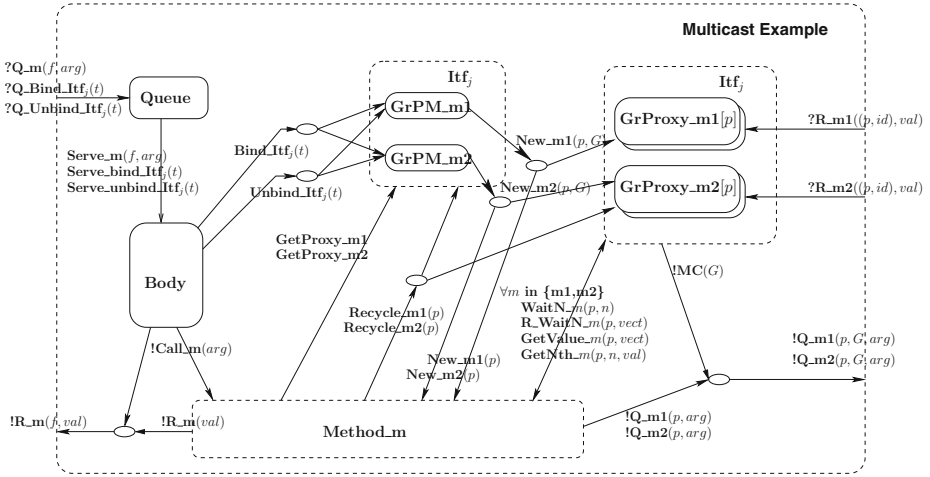 Multicast Example
?Q_m(f, arg)
?Q_Bind_Itf_j(t)
?Q_Unbind_Itf_j(t)
Queue
Itf_j
GrPM_m1
GrPM_m2
Itf_j
GrProxy_m1[p]
GrProxy_m2[p]
?R_m1((p, id), val)
?R_m2((p, id), val)
New_m1(p, G)
New_m2(p, G)
Bind_Itf_j(t)
Unbind_Itf_j(t)
Serve_m(f, arg)
Serve_bind_Itf_j(t)
Serve_unbind_Itf_j(t)
Body
GetProxy_m1
GetProxy_m2
!MC(G)
Recycle_m1(p)
Recycle_m2(p)
∀m in {m1,m2}
WaitN_m(p, n)
R_WaitN_m(p, vect)
GetValue_m(p, vect)
GetNth_m(p, n, val)
!Call_m(arg)
New_m1(p)
New_m2(p)
!Q_m1(p, G, arg)
!Q_m2(p, G, arg)
!R_m(f, val)
!R_m(val)
Method_m
!Q_m1(p, arg)
!Q_m2(p, arg)